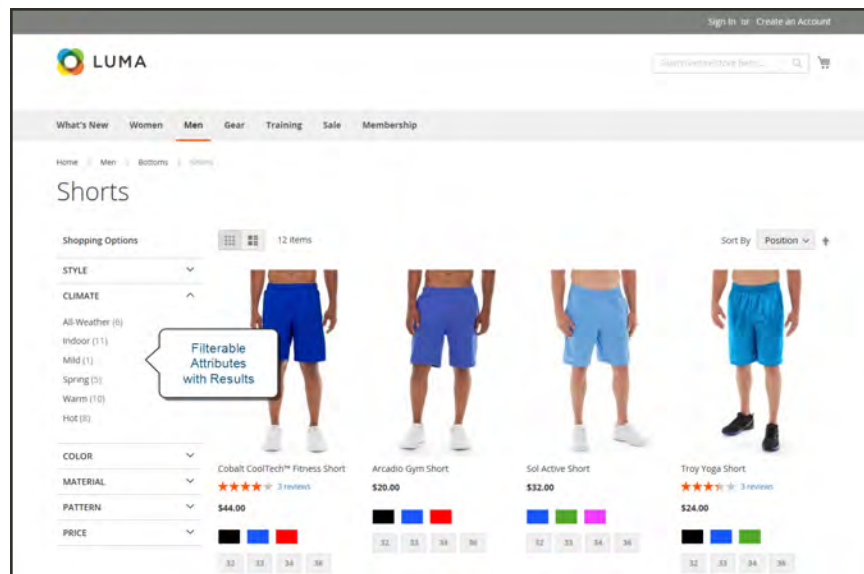 Sign In or Create an Account
LUMA
What's New Women Men Gear Training Sale Membership
Home Men Bottoms Shorts
Shorts
Shopping Options
12 items
Sort By Position
STYLE
CLIMATE
All-Weather (6)
Indoor (11)
Mild (1)
Spring (5)
Warm (10)
Hot (8)
Filterable
Attributes
with Results
COLOR
MATERIAL
PATTERN
PRICE
Cobalt CoolTech™ Fitness Short
3 reviews
$44.00
32 33 34 36
Arcadio Gym Short
$20.00
32 33 34 36
Sol Active Short
$32.00
32 33 34 36
Troy Yoga Short
3 reviews
$24.00
32 33 34 36